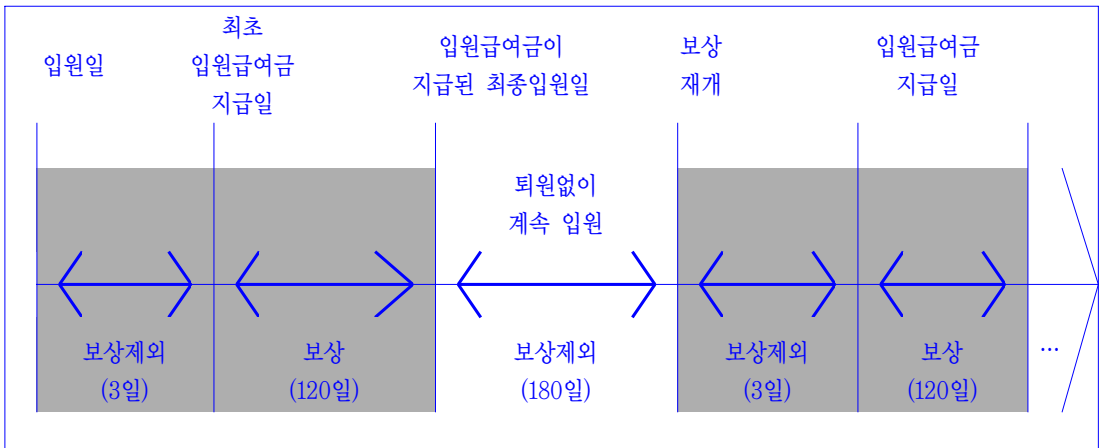 입원일
최초
입원급여금
지급일
입원급여금이
지급된 최종입원일
보상
재개
입원급여금
지급일
퇴원없이
계속 입원
보상제외
(3일)
보상
(120일)
보상제외
(180일)
보상제외
(3일)
보상
(120일)
…